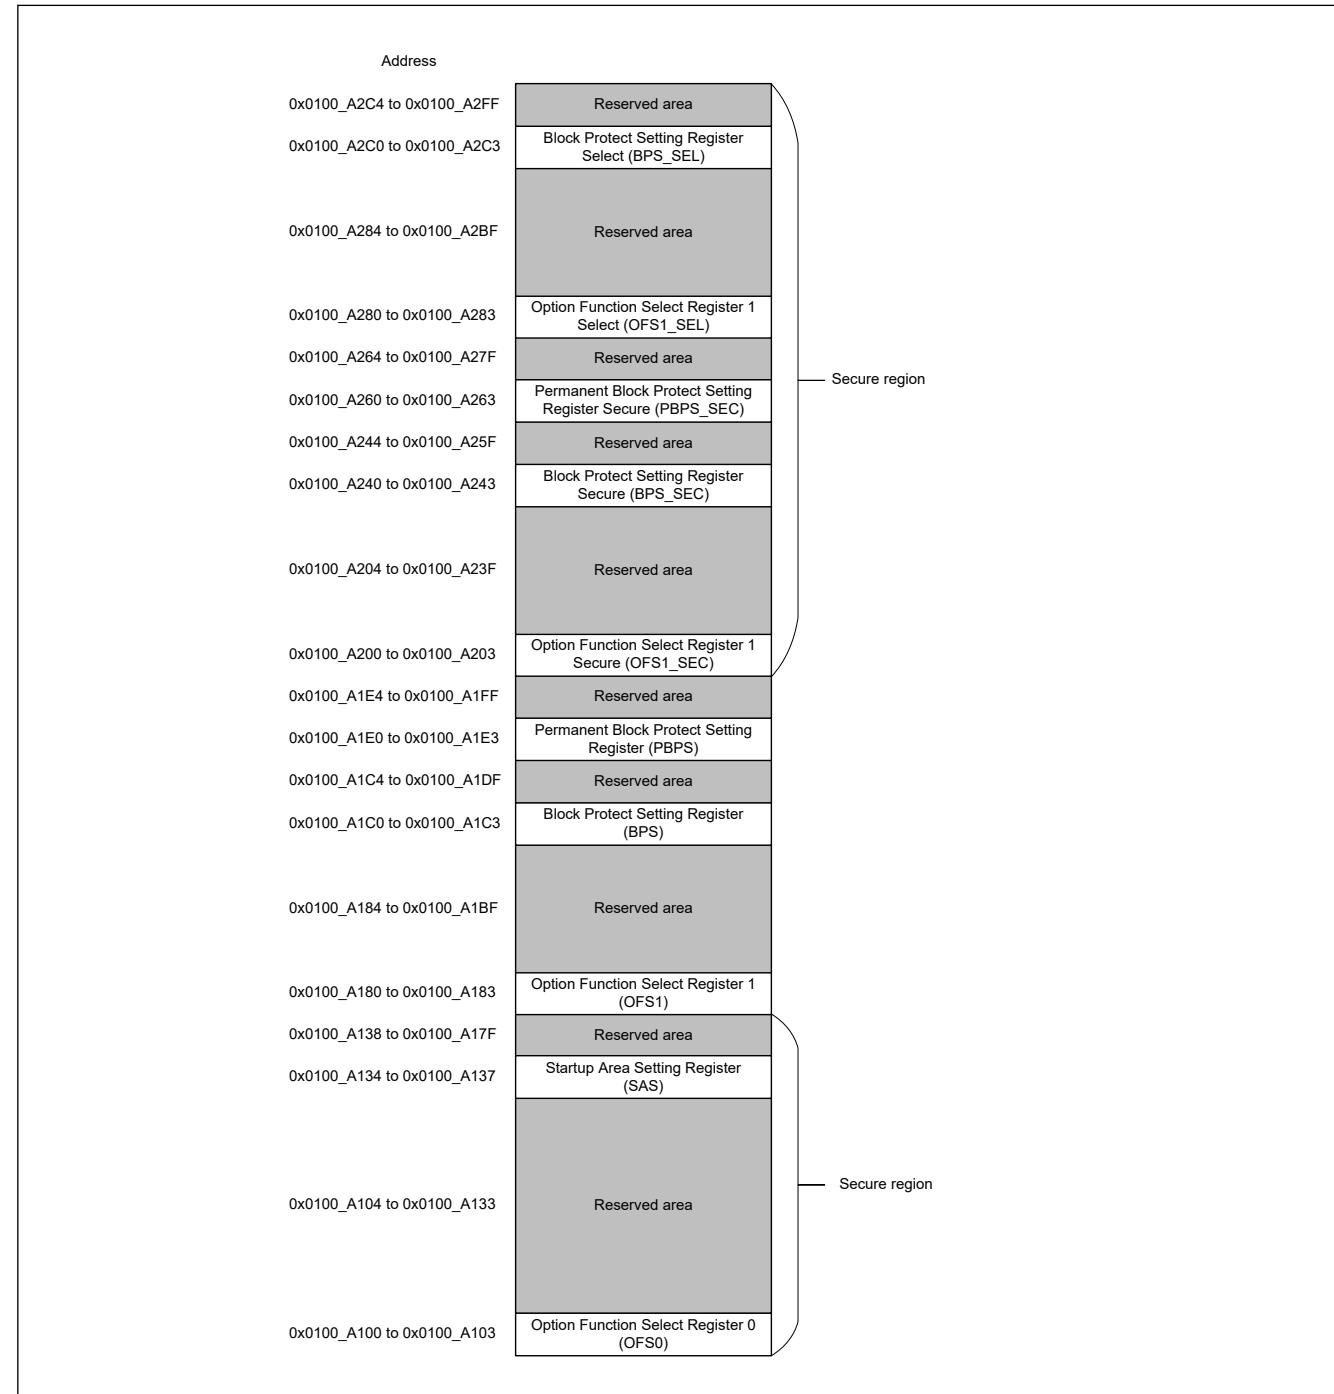 Address
0x0100_A2C4 to 0x0100_A2FF
Reserved area
0x0100_A2C0 to 0x0100_A2C3
Block Protect Setting Register
Select (BPS_SEL)
0x0100_A284 to 0x0100_A2BF
Reserved area
0x0100_A280 to 0x0100_A283
Option Function Select Register 1
Select (OFS1_SEL)
0x0100_A264 to 0x0100_A27F
Reserved area
Secure region
0x0100_A260 to 0x0100_A263
Permanent Block Protect Setting
Register Secure (PBPS_SEC)
0x0100_A244 to 0x0100_A25F
Reserved area
0x0100_A240 to 0x0100_A243
Block Protect Setting Register
Secure (BPS_SEC)
0x0100_A204 to 0x0100_A23F
Reserved area
0x0100_A200 to 0x0100_A203
Option Function Select Register 1
Secure (OFS1_SEC)
0x0100_A1E4 to 0x0100_A1FF
Reserved area
0x0100_A1E0 to 0x0100_A1E3
Permanent Block Protect Setting
Register (PBPS)
0x0100_A1C4 to 0x0100_A1DF
Reserved area
0x0100_A1C0 to 0x0100_A1C3
Block Protect Setting Register
(BPS)
0x0100_A184 to 0x0100_A1BF
Reserved area
0x0100_A180 to 0x0100_A183
Option Function Select Register 1
(OFS1)
0x0100_A138 to 0x0100_A17F
Reserved area
0x0100_A134 to 0x0100_A137
Startup Area Setting Register
(SAS)
0x0100_A104 to 0x0100_A133
Reserved area
Secure region
0x0100_A100 to 0x0100_A103
Option Function Select Register 0
(OFS0)